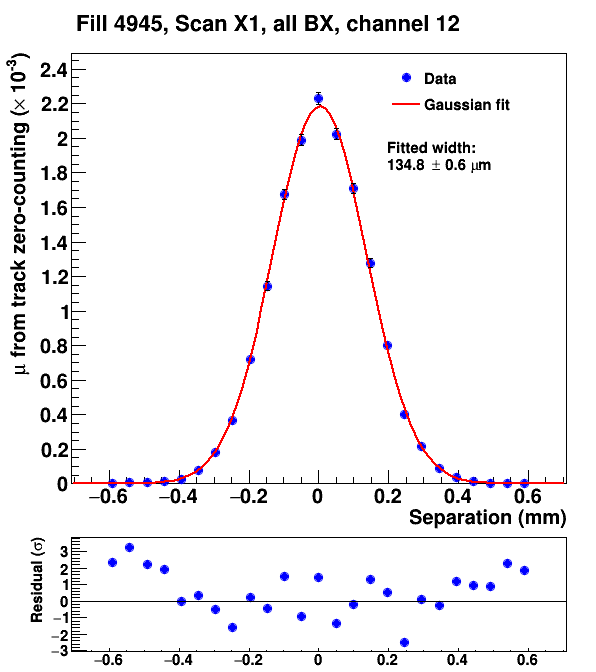 Fill 4945, Scan X1, all BX, channel 12
μ from track zero-counting (× 10⁻³)
2.4
2.2
2
1.8
1.6
1.4
1.2
1
0.8
0.6
0.4
0.2
0
Data
Gaussian fit
Fitted width:
134.8 ± 0.6 μm
−0.6 −0.4 −0.2 0 0.2 0.4 0.6
Separation (mm)
Residual (σ)
3
2
1
0
−1
−2
−3
−0.6 −0.4 −0.2 0 0.2 0.4 0.6